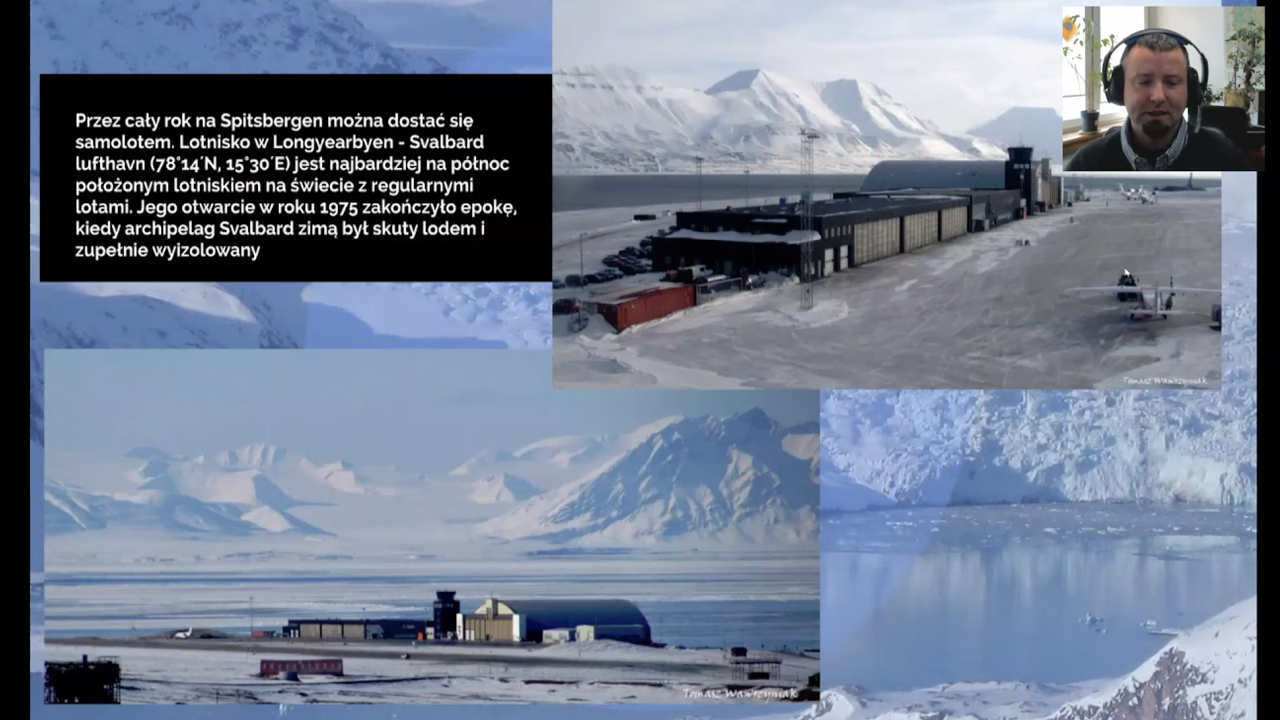 Przez cały rok na Spitsbergen można dostać się
samolotem. Lotnisko w Longyearbyen - Svalbard
lufthavn (78°14´N, 15°30´E) jest najbardziej na północ
położonym lotniskiem na świecie z regularnymi
lotami. Jego otwarcie w roku 1975 zakończyło epokę,
kiedy archipelag Svalbard zimą był skuty lodem i
zupełnie wyizolowany
Tomasz Wawrzyniak
Tomasz Wawrzyniak